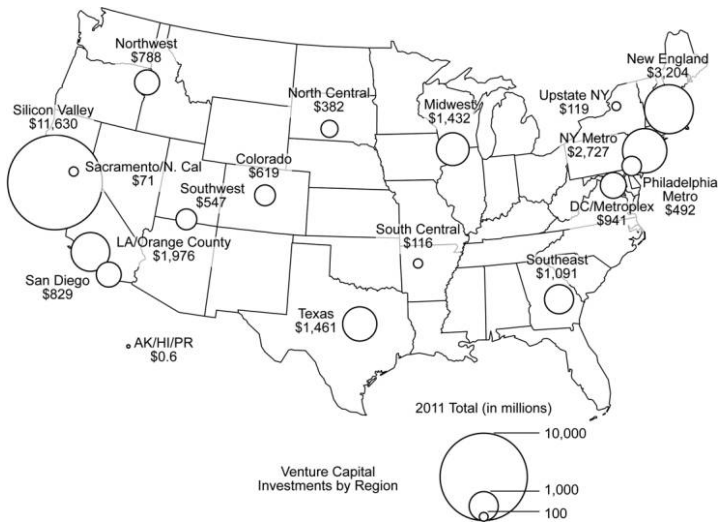 Northwest
$788
New England
$3,204
North Central
$382
Midwest
$1,432
Upstate NY
$119
Silicon Valley
$11,630
NY Metro
$2,727
Sacramento/N. Cal
$71
Colorado
$619
Southwest
$547
Philadelphia
Metro
$492
DC/Metroplex
$941
LA/Orange County
$1,976
South Central
$116
San Diego
$829
Southeast
$1,091
Texas
$1,461
AK/HI/PR
$0.6
2011 Total (in millions)
10,000
Venture Capital
Investments by Region
1,000
100